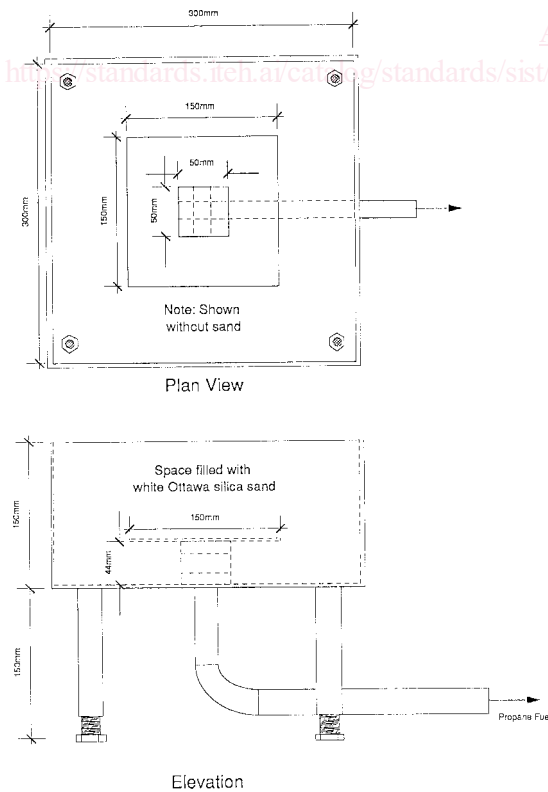 300mm
A
https://standards.iteh.ai/catalog/standards/sist/
150mm
50mm
50mm
150mm
300mm
Note: Shown
without sand
Plan View
Space filled with
white Ottawa silica sand
150mm
150mm
44mm
150mm
Propane Fue
Elevation